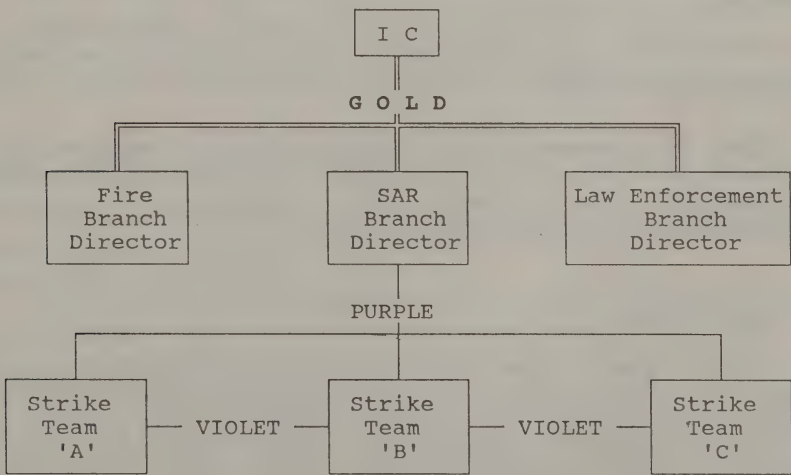 I C
G O L D
Fire
Branch
Director
SAR
Branch
Director
Law Enforcement
Branch
Director
PURPLE
Strike
Team
'A'
VIOLET
Strike
Team
'B'
VIOLET
Strike
Team
'C'